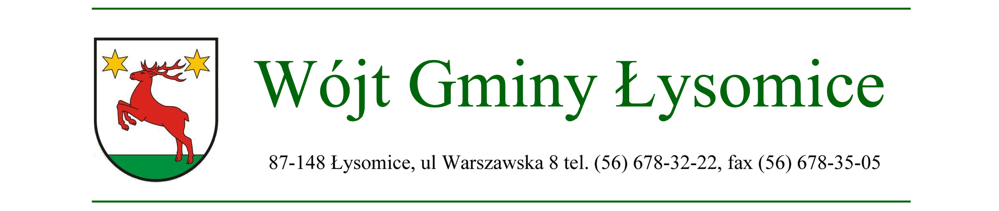 Wójt Gminy Łysomice
87-148 Łysomice, ul Warszawska 8 tel. (56) 678-32-22, fax (56) 678-35-05